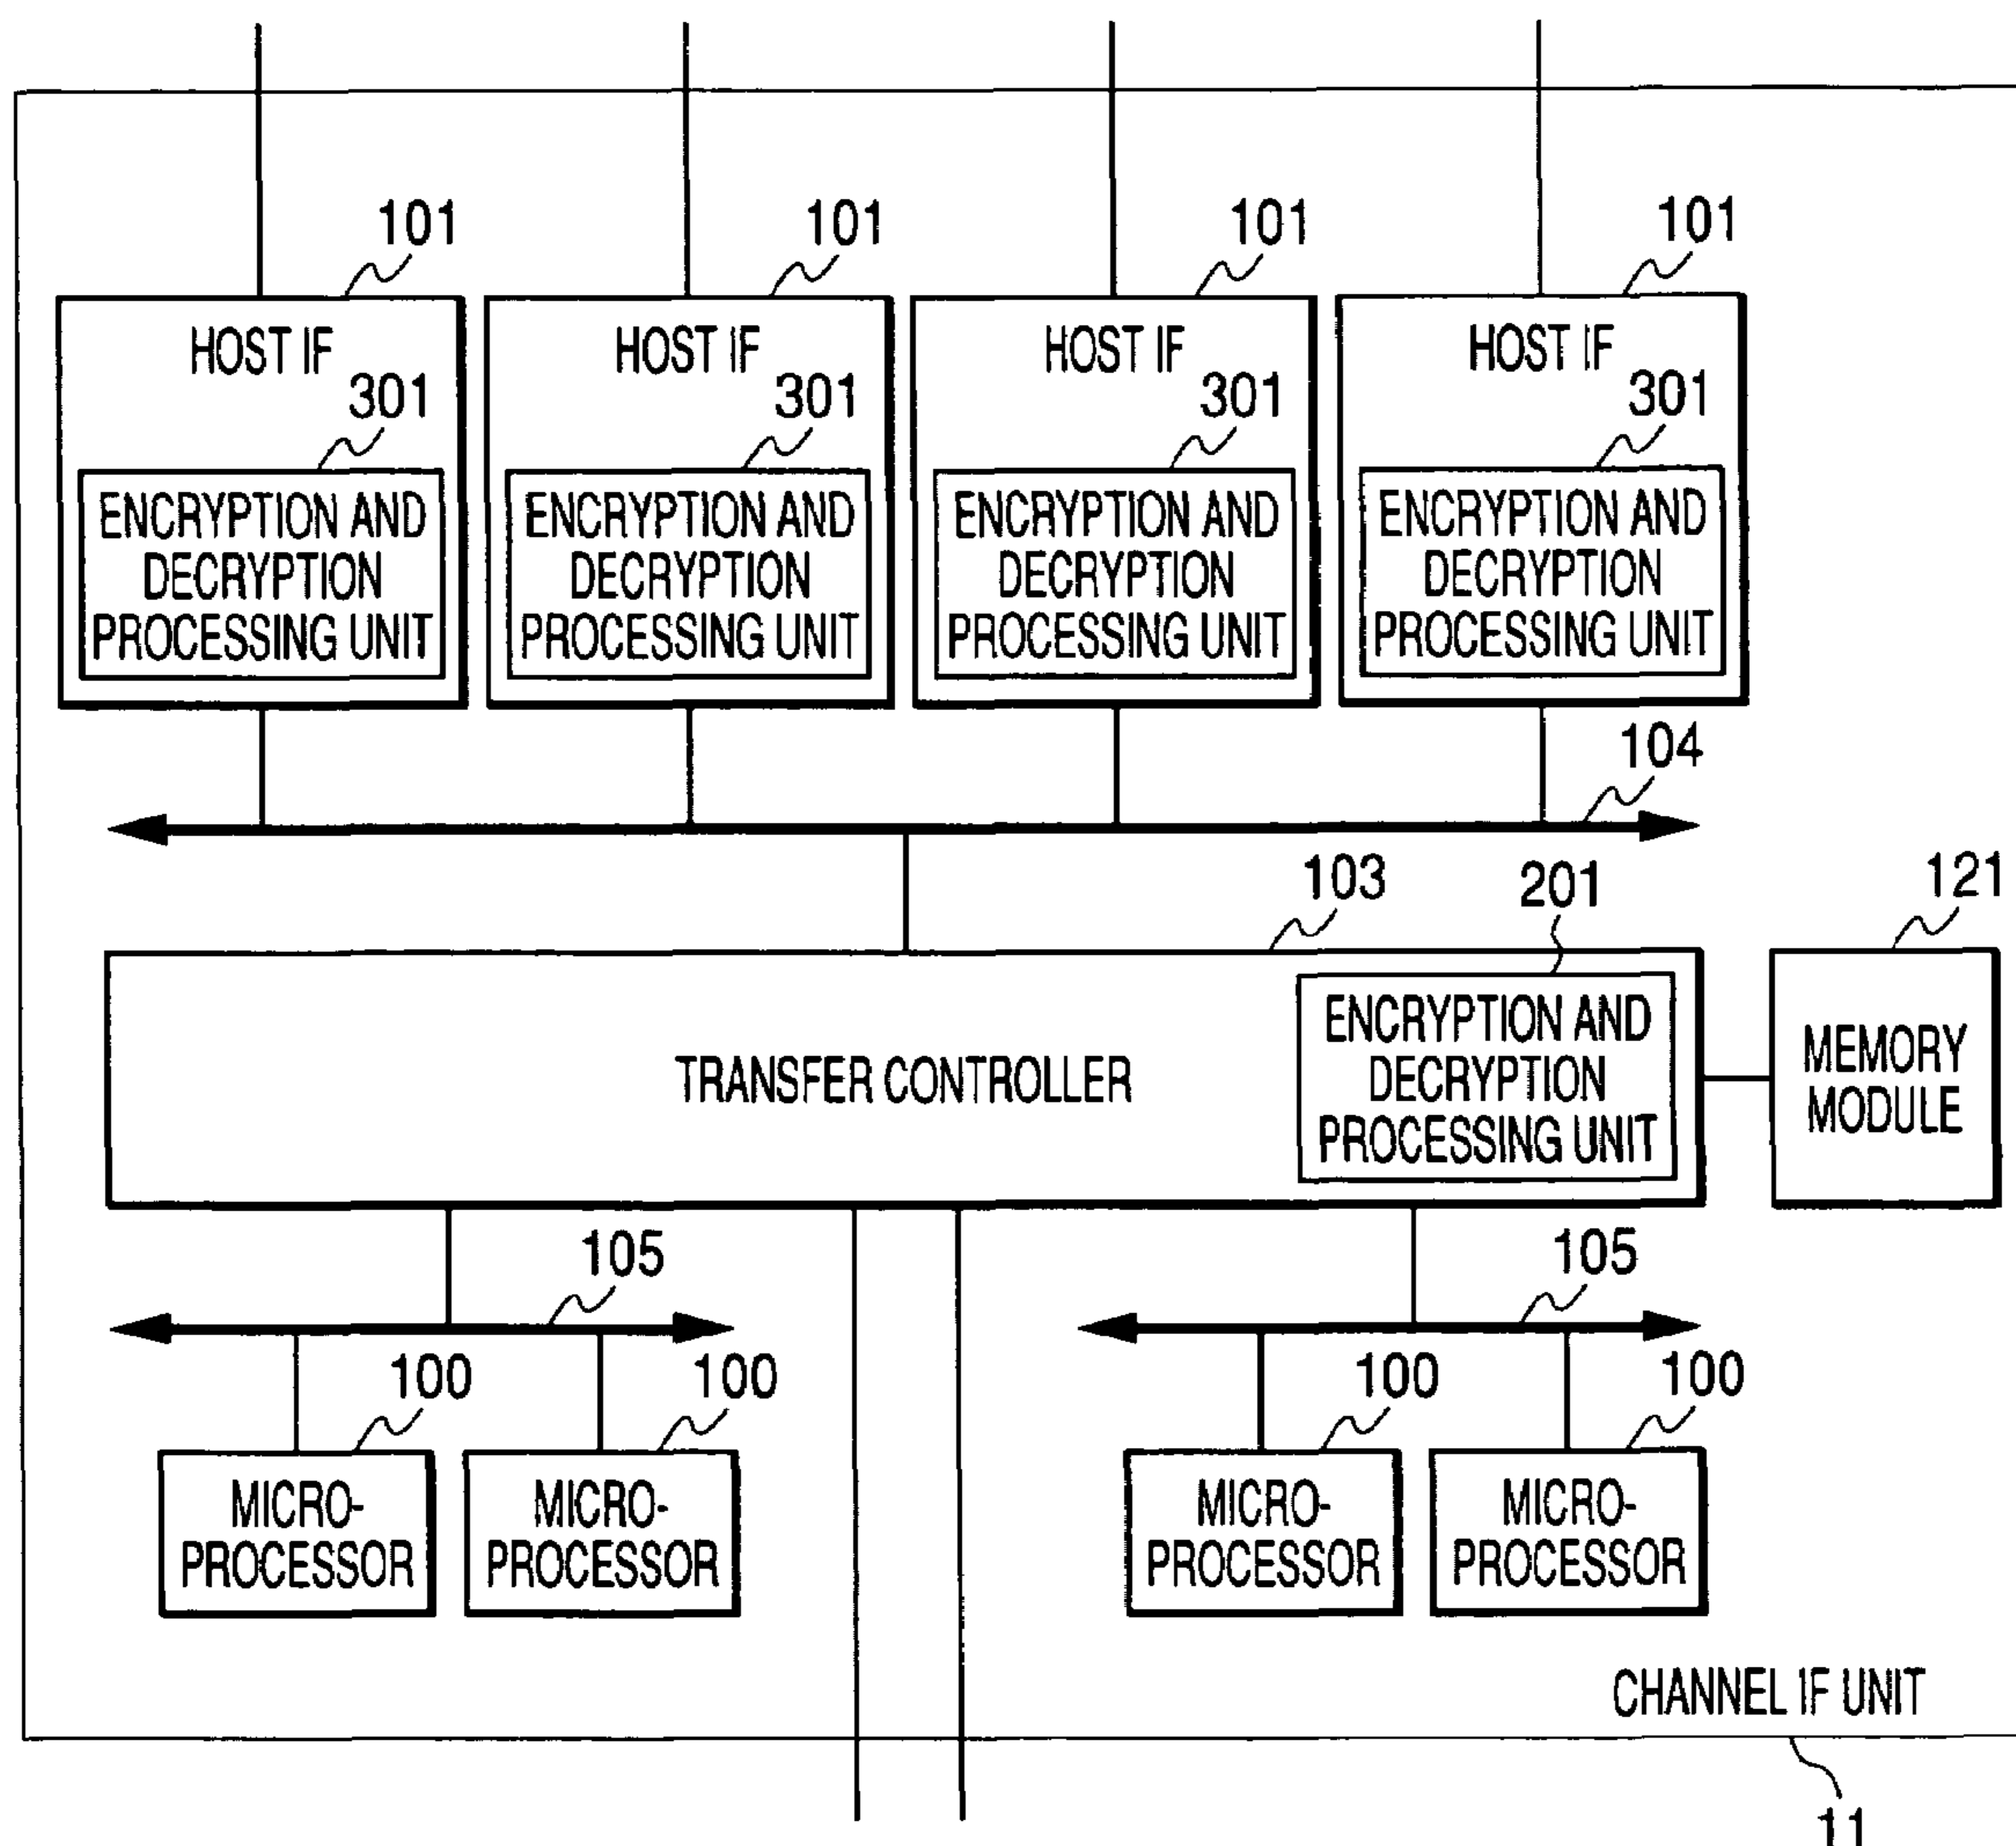 101
101
101
101
HOST IF
HOST IF
HOST IF
HOST IF
301
301
301
301
ENCRYPTION AND
DECRYPTION
PROCESSING UNIT
ENCRYPTION AND
DECRYPTION
PROCESSING UNIT
ENCRYPTION AND
DECRYPTION
PROCESSING UNIT
ENCRYPTION AND
DECRYPTION
PROCESSING UNIT
104
103
201
121
TRANSFER CONTROLLER
ENCRYPTION AND
DECRYPTION
PROCESSING UNIT
MEMORY
MODULE
105
105
100
100
100
100
MICRO-
PROCESSOR
MICRO-
PROCESSOR
MICRO-
PROCESSOR
MICRO-
PROCESSOR
CHANNEL IF UNIT
11